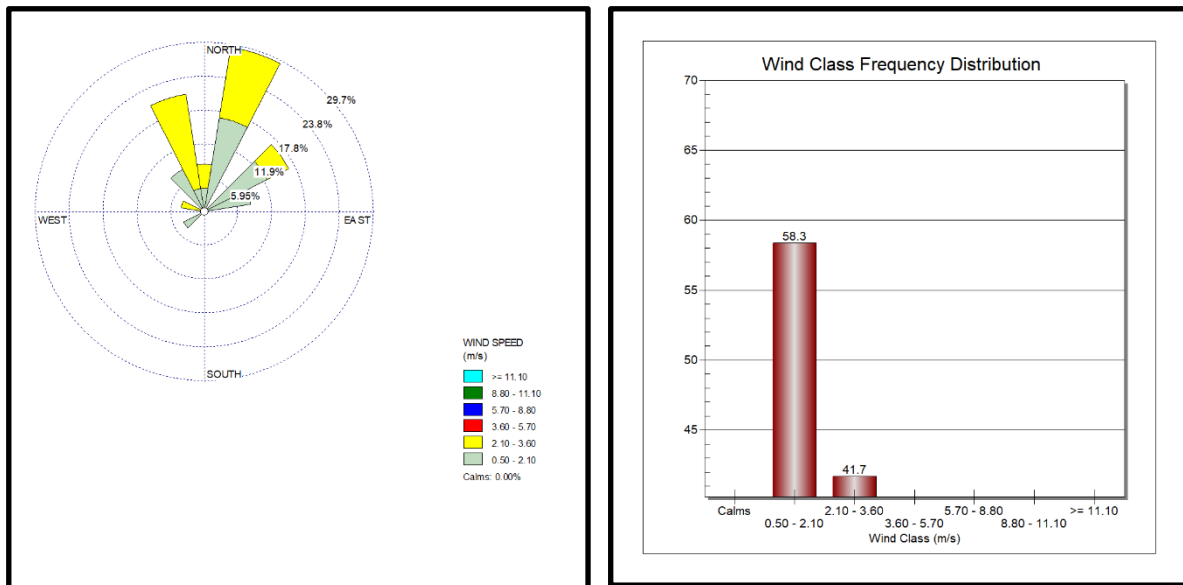 NORTH
29.7%
23.8%
17.8%
11.9%
5.95%
WEST
EAST
SOUTH
WIND SPEED
(m/s)
>= 11.10
8.80 - 11.10
5.70 - 8.80
3.60 - 5.70
2.10 - 3.60
0.50 - 2.10
Calms: 0.00%
Wind Class Frequency Distribution
70
65
60
58.3
55
50
45
41.7
Calms
0.50 - 2.10
2.10 - 3.60
3.60 - 5.70
5.70 - 8.80
8.80 - 11.10
>= 11.10
Wind Class (m/s)